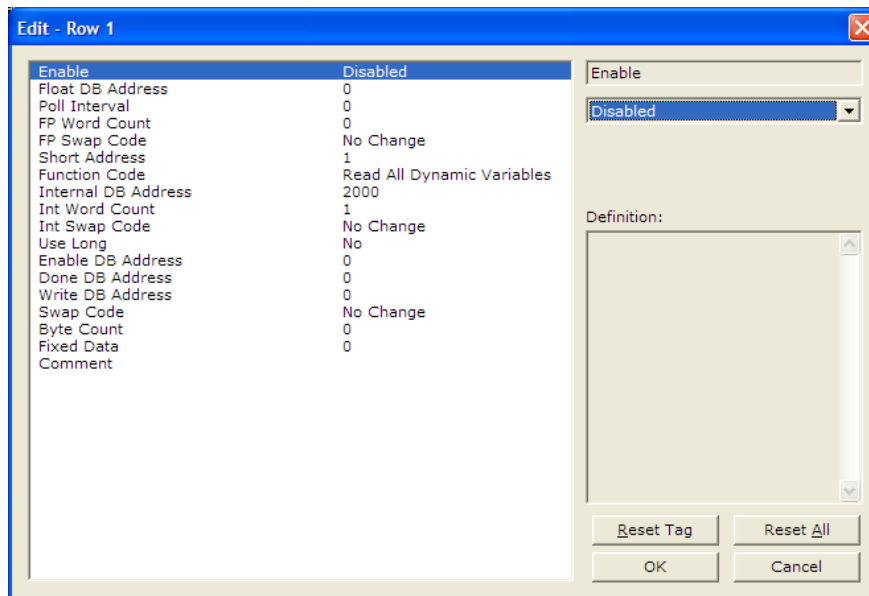 Edit - Row 1
Enable Disabled
Float DB Address 0
Poll Interval 0
FP Word Count 0
FP Swap Code No Change
Short Address 1
Function Code Read All Dynamic Variables
Internal DB Address 2000
Int Word Count 1
Int Swap Code No Change
Use Long No
Enable DB Address 0
Done DB Address 0
Write DB Address 0
Swap Code No Change
Byte Count 0
Fixed Data 0
Comment
Enable
Disabled
Definition:
Reset Tag Reset All
OK Cancel